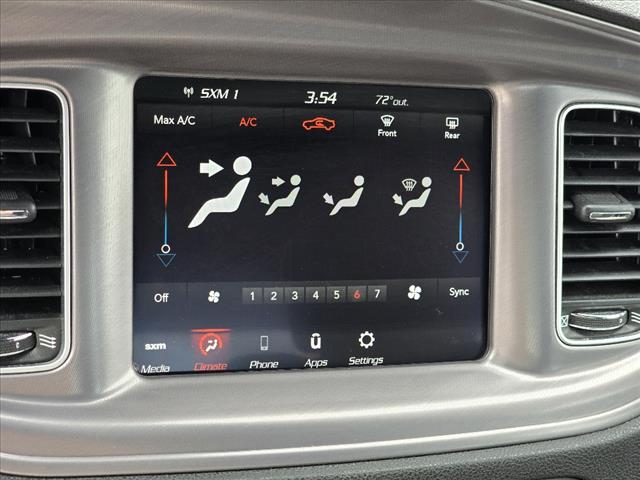 SXM 1 3:54 72°out.
Max A/C A/C Front Rear
Off 1 2 3 4 5 6 7 Sync
sxm
Media Climate Phone Apps Settings